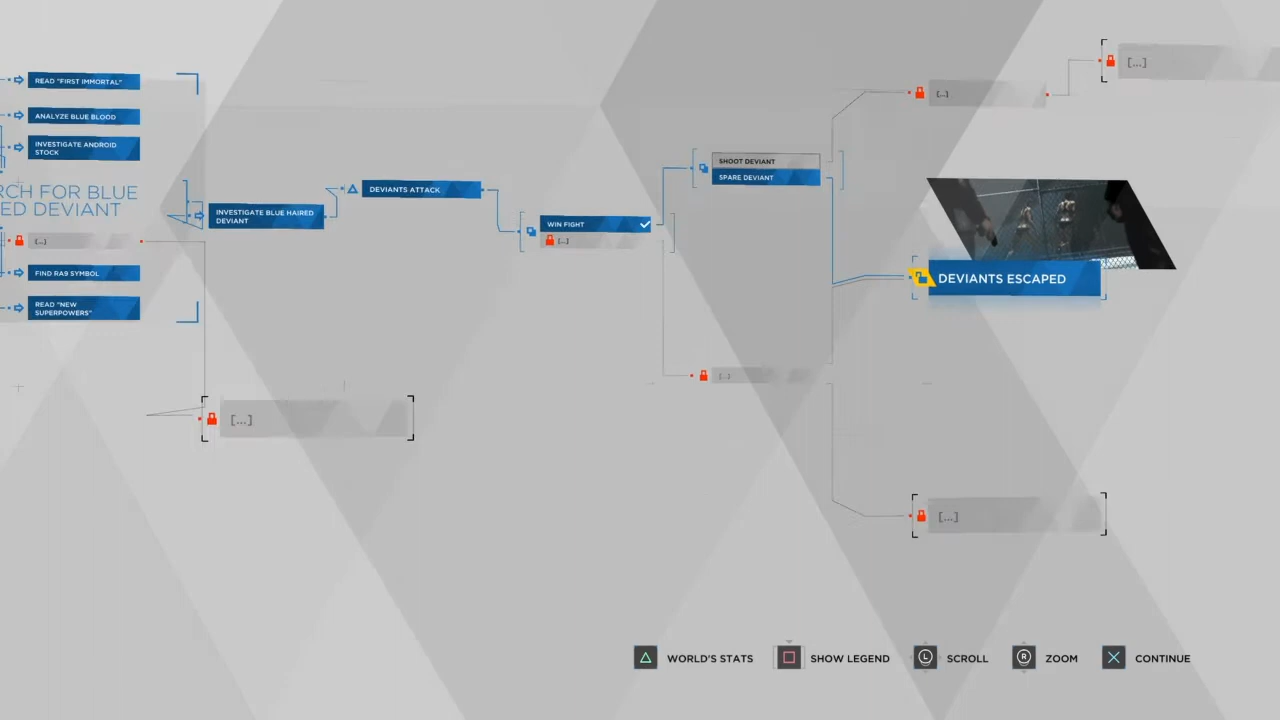 READ "FIRST IMMORTAL"
ANALYZE BLUE BLOOD
INVESTIGATE ANDROID
STOCK
RCH FOR BLUE
ED DEVIANT
[...]
FIND RA9 SYMBOL
READ "NEW
SUPERPOWERS"
INVESTIGATE BLUE HAIRED
DEVIANT
[...]
DEVIANTS ATTACK
WIN FIGHT
[...]
SHOOT DEVIANT
SPARE DEVIANT
[...]
[...]
[...]
DEVIANTS ESCAPED
[...]
WORLD'S STATS
SHOW LEGEND
L
SCROLL
R
ZOOM
CONTINUE